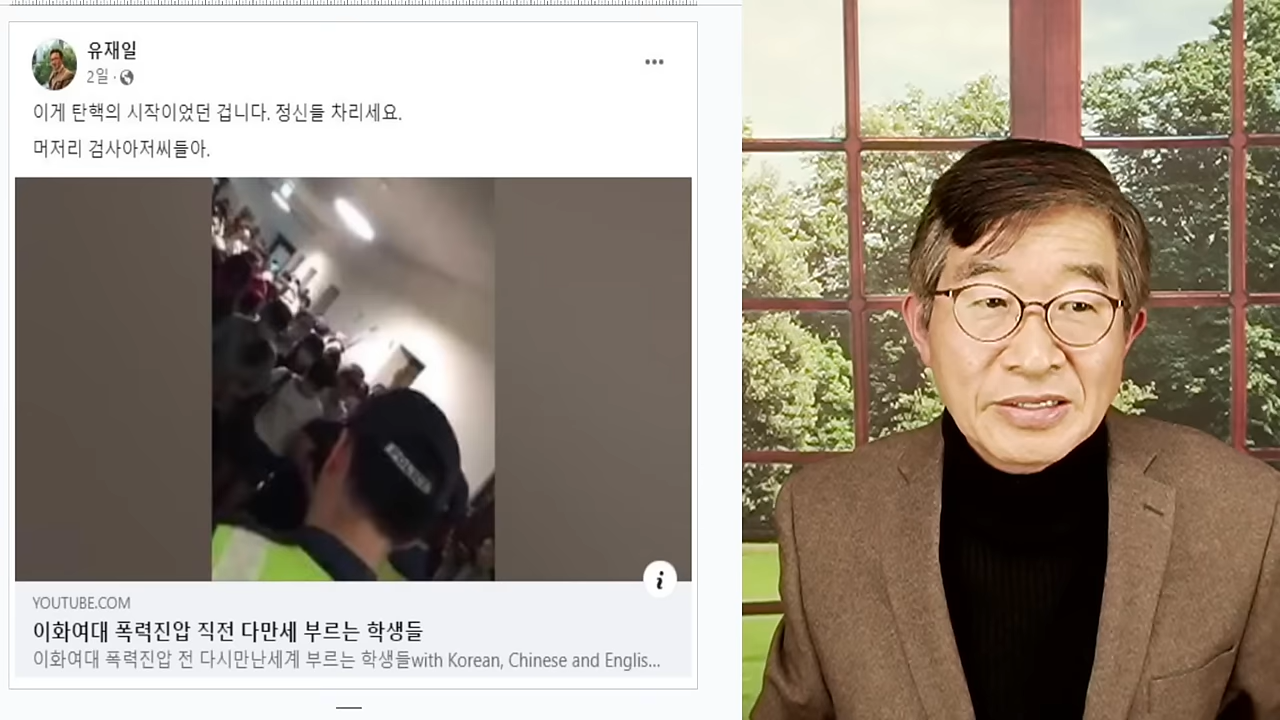 유재일
2일 ·
이게 탄핵의 시작이었던 겁니다. 정신들 차리세요.
머저리 검사아저씨들아.
POLICE
YOUTUBE.COM
이화여대 폭력진압 직전 다만세 부르는 학생들
이화여대 폭력진압 전 다시만난세계 부르는 학생들with Korean, Chinese and Englis...